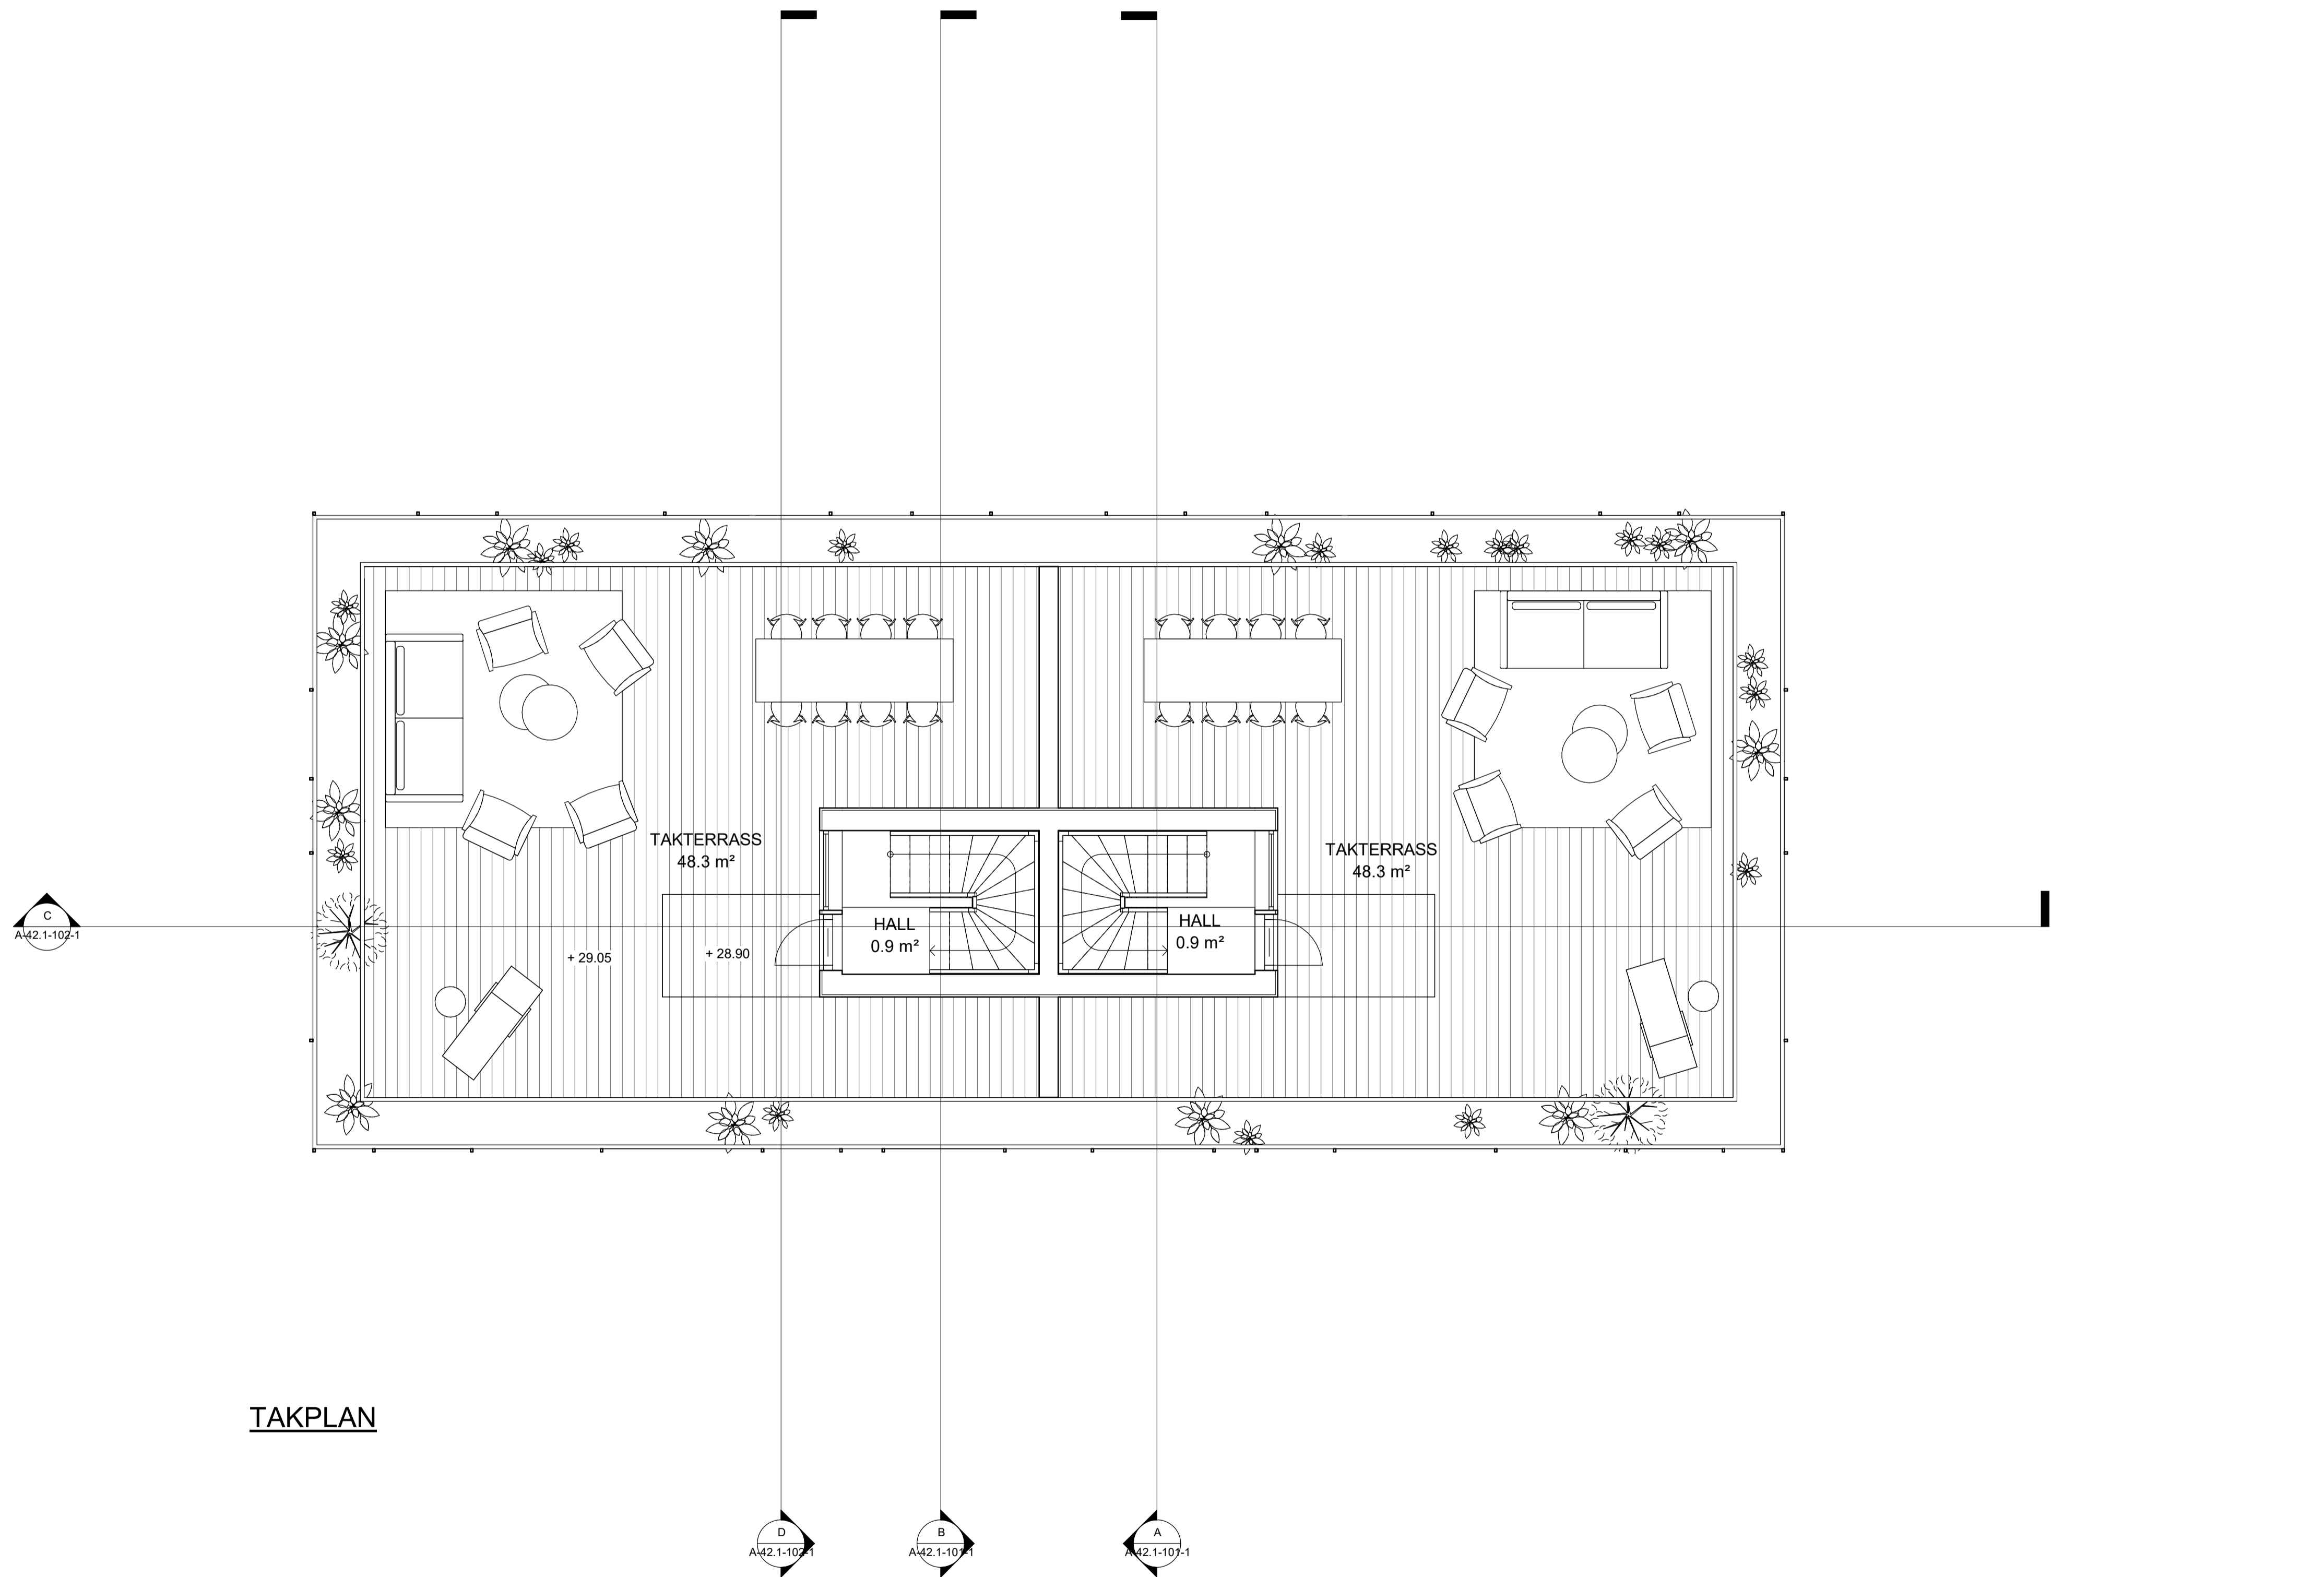 TAKTERRASS
48.3 m²
TAKTERRASS
48.3 m²
HALL
0.9 m²
HALL
0.9 m²
C
A-42.1-102-1
+ 29.05
+ 28.90
TAKPLAN
D
A-42.1-102-1
B
A-42.1-101-1
A
A-42.1-101-1